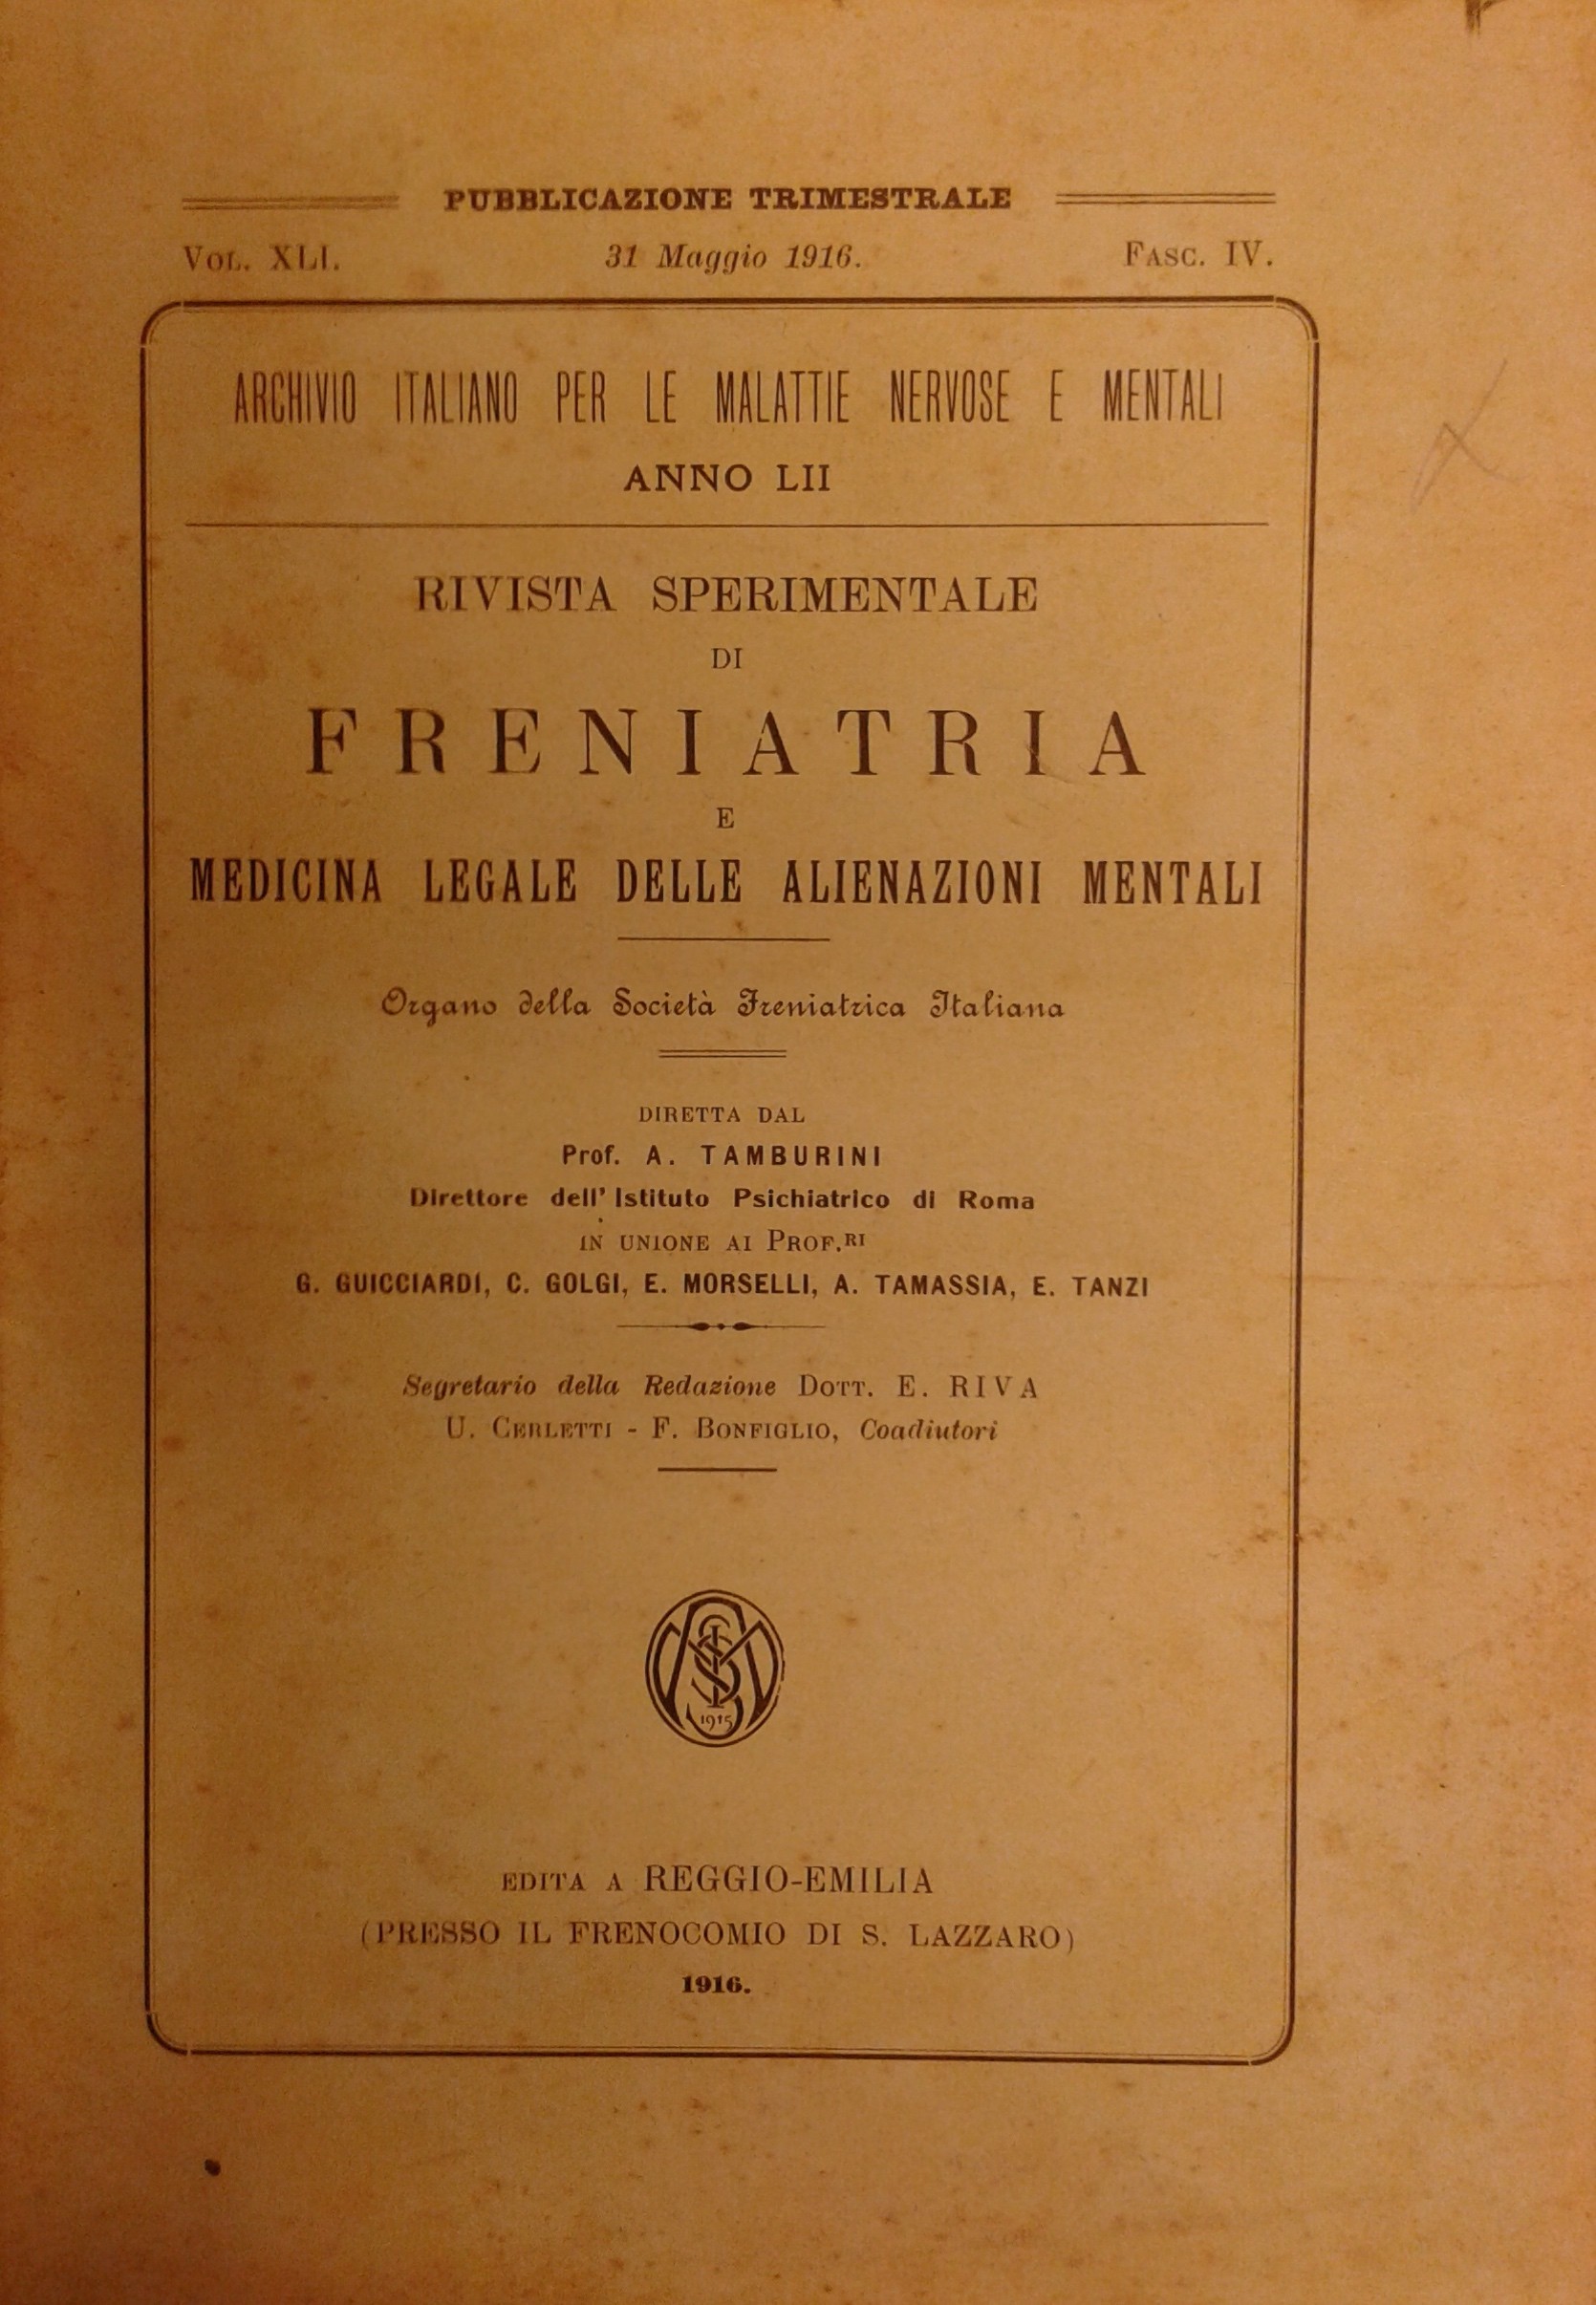 PUBBLICAZIONE TRIMESTRALE
VOL. XLI. 31 Maggio 1916. FASC. IV.
ARCHIVIO ITALIANO PER LE MALATTIE NERVOSE E MENTALI
ANNO LII
RIVISTA SPERIMENTALE
DI
FRENIATRIA
E
MEDICINA LEGALE DELLE ALIENAZIONI MENTALI
Organo della Società Freniatrica Italiana
DIRETTA DAL
Prof. A. TAMBURINI
Direttore dell' Istituto Psichiatrico di Roma
IN UNIONE AI PROF.RI
G. GUICCIARDI, C. GOLGI, E. MORSELLI, A. TAMASSIA, E. TANZI
Segretario della Redazione DOTT. E. RIVA
U. CERLETTI - F. BONFIGLIO, Coadiutori
1915
EDITA A REGGIO-EMILIA
(PRESSO IL FRENOCOMIO DI S. LAZZARO)
1916.